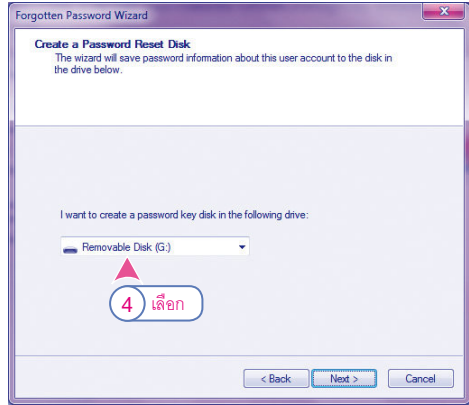 Forgotten Password Wizard
Create a Password Reset Disk
The wizard will save password information about this user account to the disk in
the drive below.
I want to create a password key disk in the following drive:
Removable Disk (G:)
4 เลือก
< Back Next > Cancel